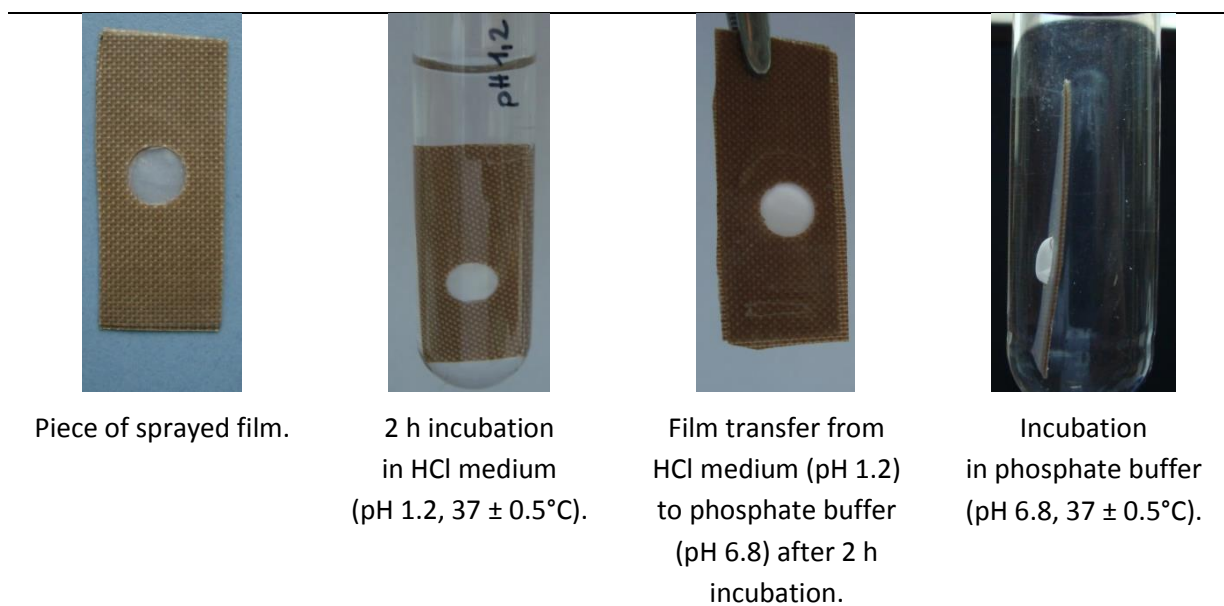 pH 1,2
Piece of sprayed film.
2 h incubation
in HCl medium
(pH 1.2, 37 ± 0.5°C).
Film transfer from
HCl medium (pH 1.2)
to phosphate buffer
(pH 6.8) after 2 h
incubation.
Incubation
in phosphate buffer
(pH 6.8, 37 ± 0.5°C).